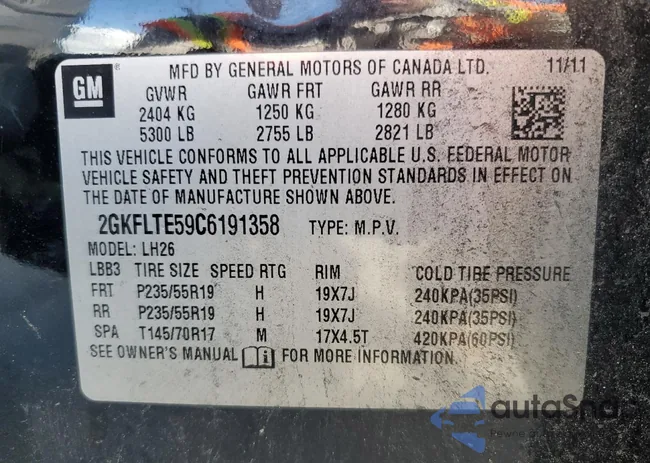 GM
MFD BY GENERAL MOTORS OF CANADA LTD. 11/11
GVWR GAWR FRT GAWR RR
2404 KG 1250 KG 1280 KG
5300 LB 2755 LB 2821 LB
THIS VEHICLE CONFORMS TO ALL APPLICABLE U.S. FEDERAL MOTOR
VEHICLE SAFETY AND THEFT PREVENTION STANDARDS IN EFFECT ON
THE DATE OF MANUFACTURE SHOWN ABOVE.
2GKFLTE59C6191358 TYPE: M.P.V.
MODEL: LH26
LBB3 TIRE SIZE SPEED RTG RIM COLD TIRE PRESSURE
FRT P235/55R19 H 19X7J 240KPA(35PSI)
RR P235/55R19 H 19X7J 240KPA(35PSI)
SPA T145/70R17 M 17X4.5T 420KPA(60PSI)
SEE OWNER'S MANUAL FOR MORE INFORMATION.
autoSna